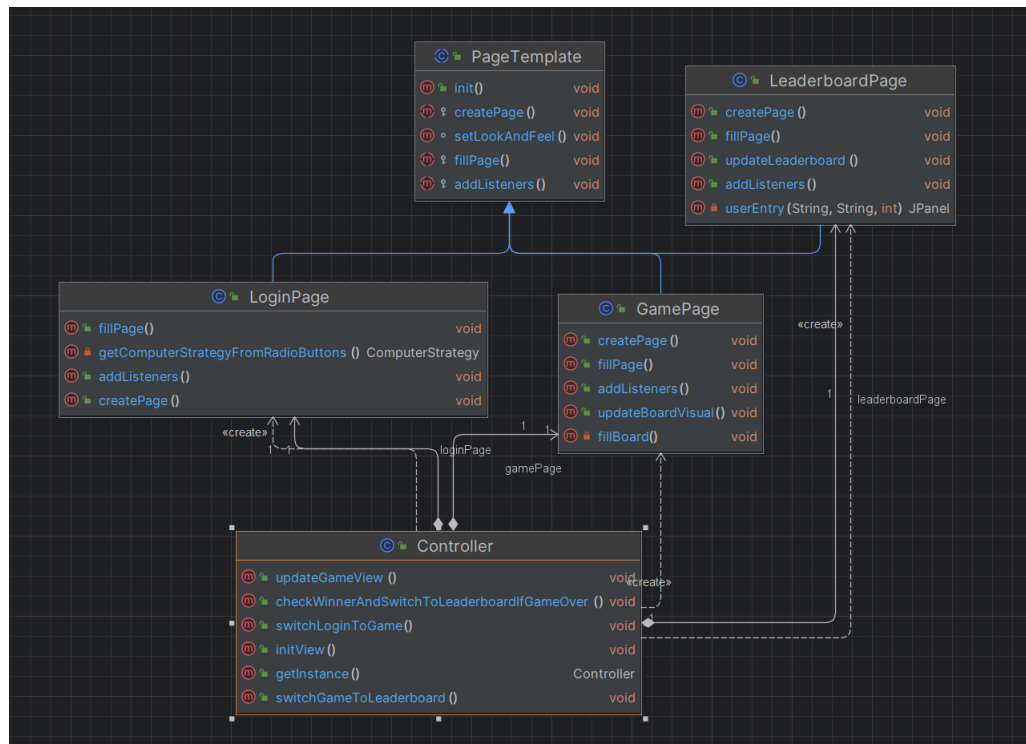 PageTemplate
init() void
createPage() void
setLookAndFeel() void
fillPage() void
addListeners() void
LeaderboardPage
createPage() void
fillPage() void
updateLeaderboard() void
addListeners() void
userEntry(String, String, int) JPanel
LoginPage
fillPage() void
getComputerStrategyFromRadioButtons() ComputerStrategy
addListeners() void
createPage() void
GamePage
createPage() void
fillPage() void
addListeners() void
updateBoardVisual() void
fillBoard() void
«create»
1
leaderboardPage
«create»
1 1
loginPage
1 1
gamePage
Controller
updateGameView() void
checkWinnerAndSwitchToLeaderboardIfGameOver() void
switchLoginToGame() void
initView() void
getInstance() Controller
switchGameToLeaderboard() void
«create»
1